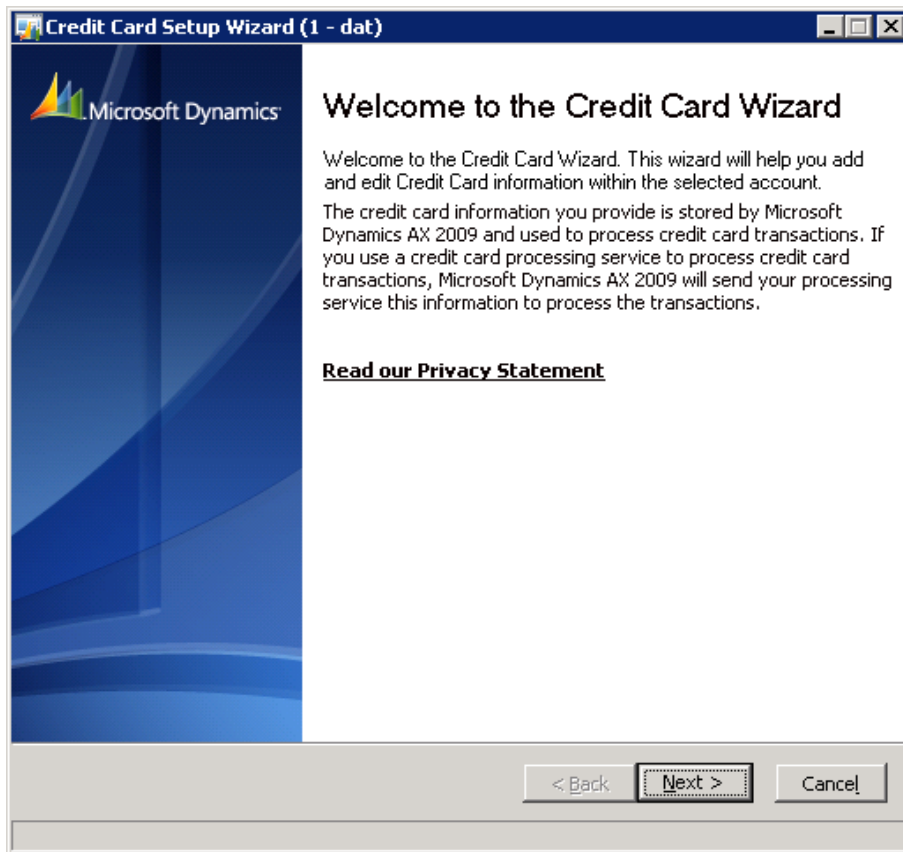 Credit Card Setup Wizard (1 - dat)
Microsoft Dynamics
Welcome to the Credit Card Wizard
Welcome to the Credit Card Wizard. This wizard will help you add
and edit Credit Card information within the selected account.
The credit card information you provide is stored by Microsoft
Dynamics AX 2009 and used to process credit card transactions. If
you use a credit card processing service to process credit card
transactions, Microsoft Dynamics AX 2009 will send your processing
service this information to process the transactions.
Read our Privacy Statement
< Back
Next >
Cancel